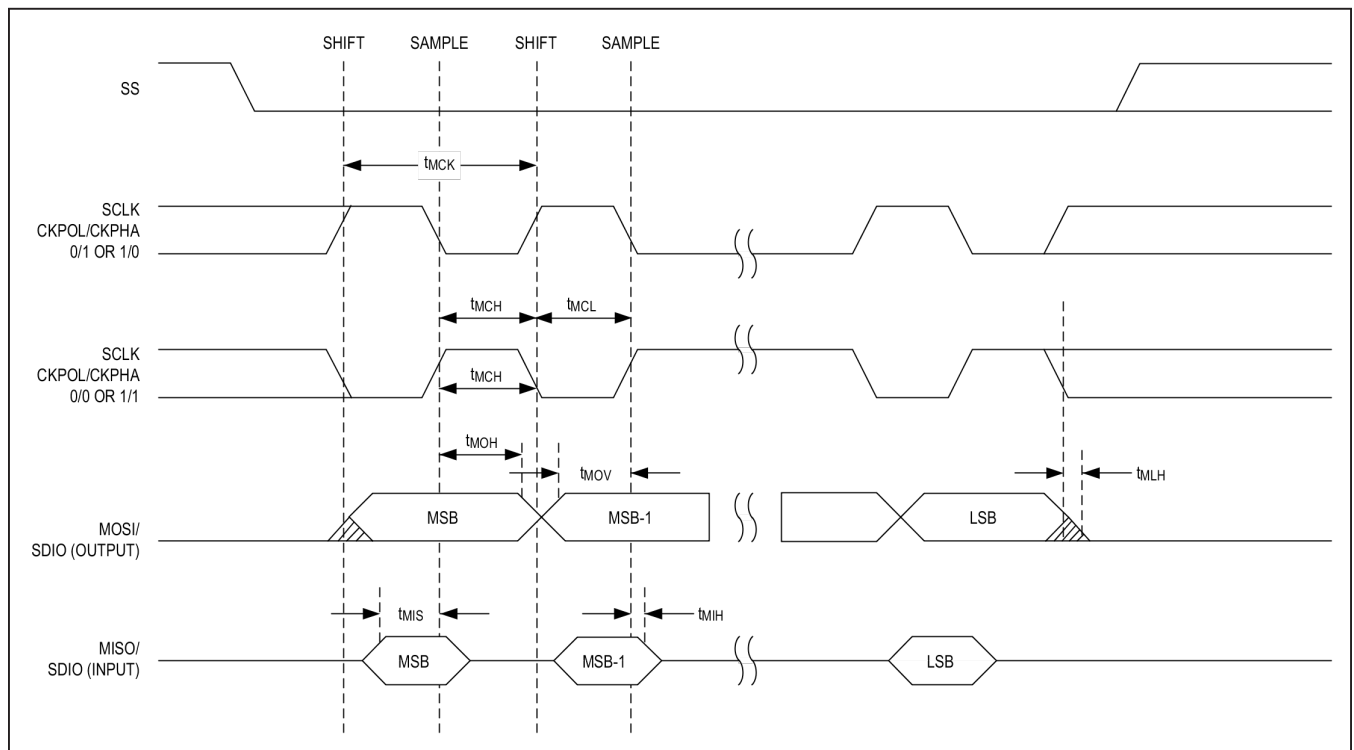 SHIFT SAMPLE SHIFT SAMPLE
SS
tMCK
SCLK
CKPOL/CKPHA
0/1 OR 1/0
tMCH tMCL
SCLK
CKPOL/CKPHA
0/0 OR 1/1
tMCH
tMOH
tMOV tMLH
MOSI/
SDIO (OUTPUT)
MSB MSB-1 LSB
tMIS tMIH
MISO/
SDIO (INPUT)
MSB MSB-1 LSB